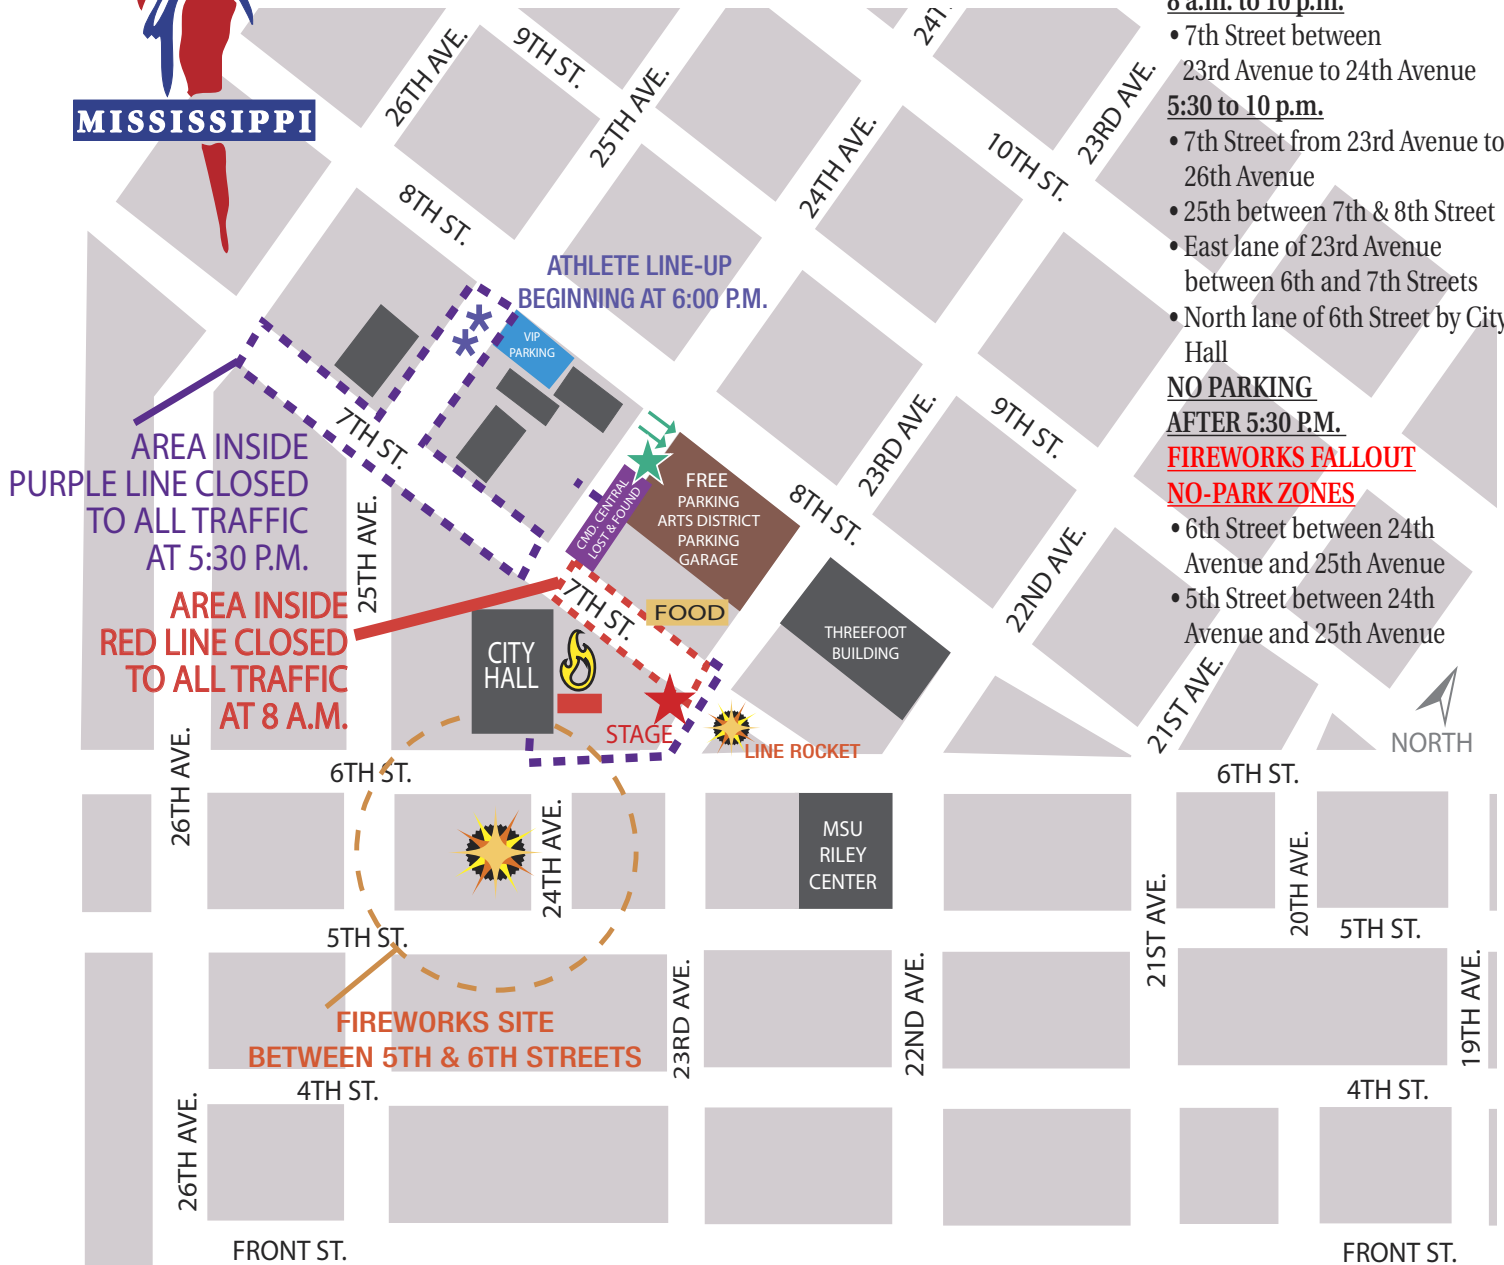 MISSISSIPPI
8 a.m. to 10 p.m.
• 7th Street between
23rd Avenue to 24th Avenue
5:30 to 10 p.m.
• 7th Street from 23rd Avenue to
26th Avenue
• 25th between 7th & 8th Street
• East lane of 23rd Avenue
between 6th and 7th Streets
• North lane of 6th Street by City
Hall
NO PARKING
AFTER 5:30 P.M.
FIREWORKS FALLOUT
NO-PARK ZONES
• 6th Street between 24th
Avenue and 25th Avenue
• 5th Street between 24th
Avenue and 25th Avenue
NORTH
26TH AVE.
9TH ST.
25TH AVE.
24TH AVE.
10TH ST.
23RD AVE.
8TH ST.
ATHLETE LINE-UP
BEGINNING AT 6:00 P.M.
VIP
PARKING
7TH ST.
AREA INSIDE
PURPLE LINE CLOSED
TO ALL TRAFFIC
AT 5:30 P.M.
25TH AVE.
AREA INSIDE
RED LINE CLOSED
TO ALL TRAFFIC
AT 8 A.M.
CMD. CENTRAL
LOST & FOUND
FREE
PARKING
ARTS DISTRICT
PARKING
GARAGE
8TH ST.
23RD AVE.
9TH ST.
22ND AVE.
7TH ST.
FOOD
THREEFOOT
BUILDING
CITY
HALL
STAGE
LINE ROCKET
21ST AVE.
26TH AVE.
6TH ST.
6TH ST.
24TH AVE.
MSU
RILEY
CENTER
21ST AVE.
20TH AVE.
5TH ST.
5TH ST.
FIREWORKS SITE
BETWEEN 5TH & 6TH STREETS
23RD AVE.
22ND AVE.
19TH AVE.
4TH ST.
4TH ST.
26TH AVE.
FRONT ST.
FRONT ST.